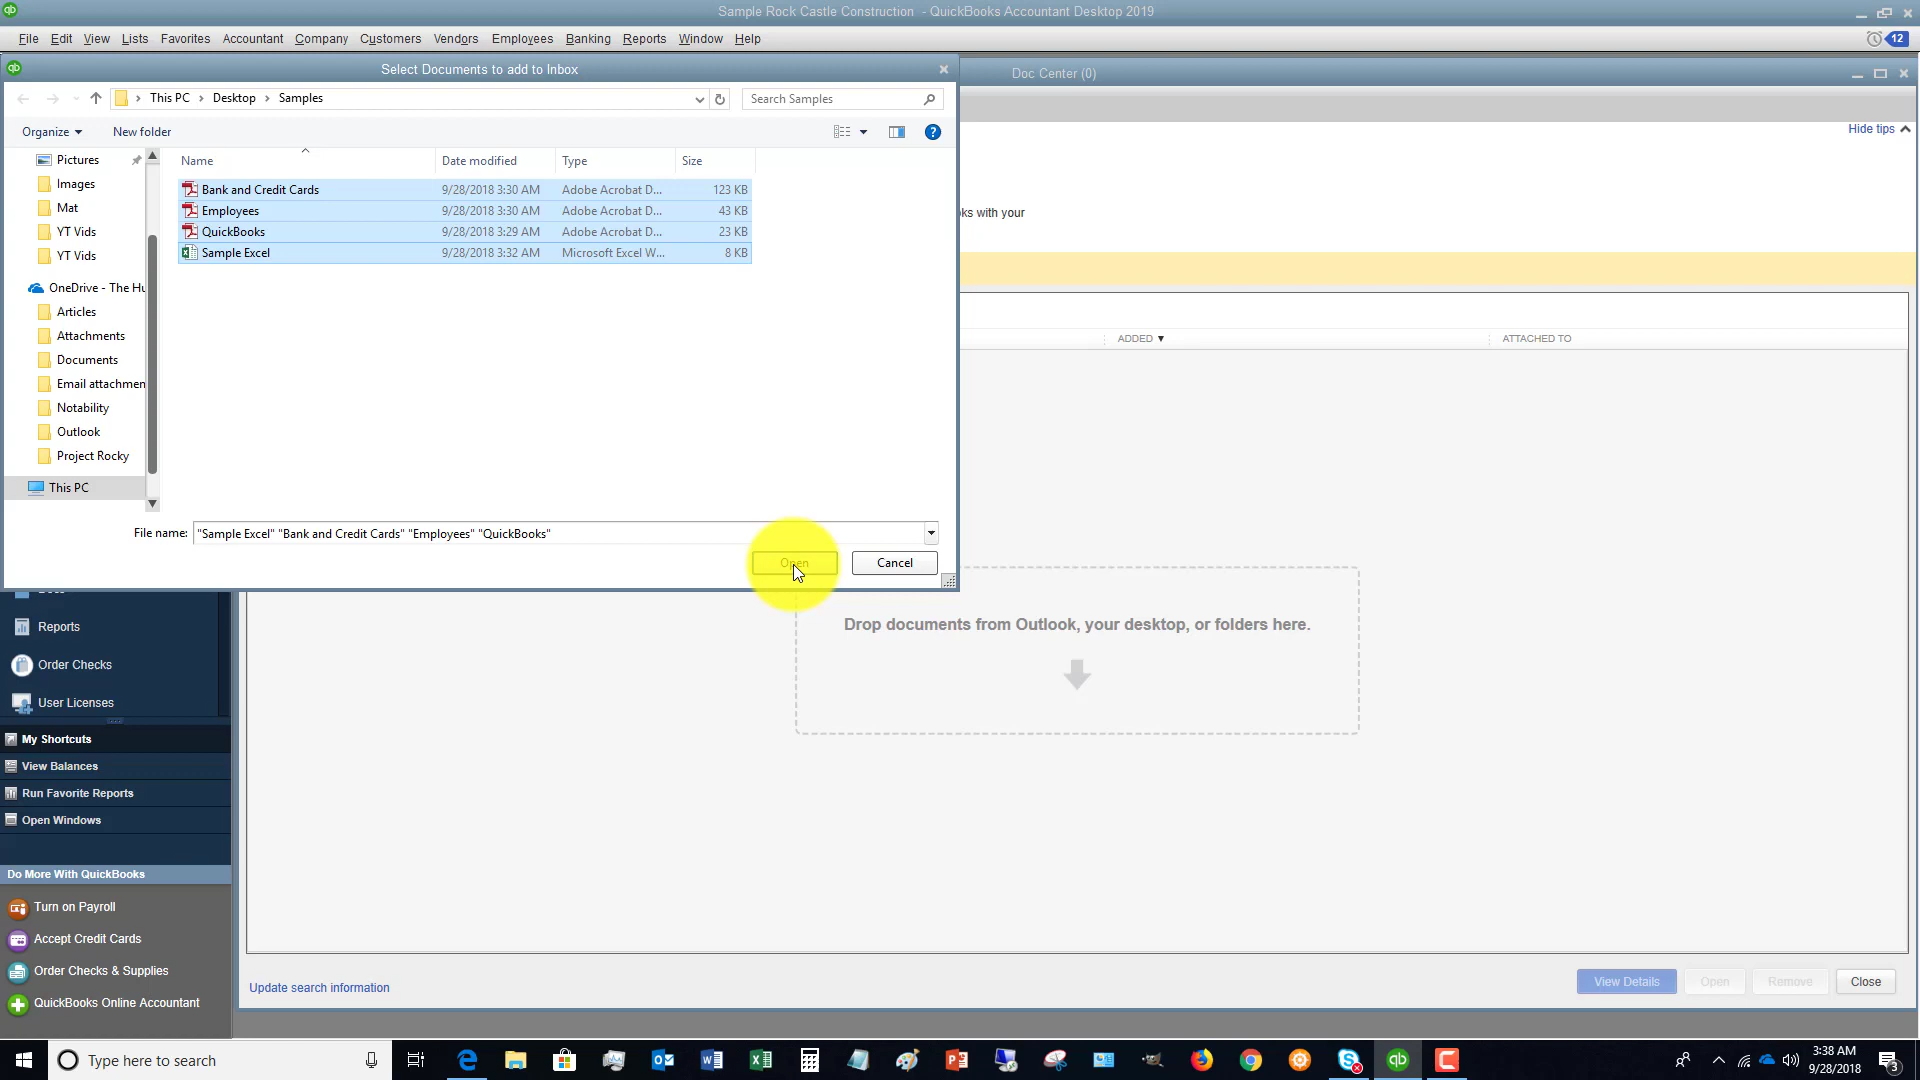 Sample Rock Castle Construction - QuickBooks Accountant Desktop 2019
File Edit View Lists Favorites Accountant Company Customers Vendors Employees Banking Reports Window Help
12
Select Documents to add to Inbox
Doc Center (0)
This PC > Desktop > Samples
Search Samples
Hide tips
Organize
New folder
Name Date modified Type Size
Bank and Credit Cards 9/28/2018 3:30 AM Adobe Acrobat D... 123 KB
Employees 9/28/2018 3:30 AM Adobe Acrobat D... 43 KB
QuickBooks 9/28/2018 3:29 AM Adobe Acrobat D... 23 KB
Sample Excel 9/28/2018 3:32 AM Microsoft Excel W... 8 KB
Pictures
Images
Mat
YT Vids
YT Vids
OneDrive - The Hu
Articles
Attachments
Documents
Email attachmen
Notability
Outlook
Project Rocky
This PC
ks with your
ADDED ▼
ATTACHED TO
File name: "Sample Excel" "Bank and Credit Cards" "Employees" "QuickBooks"
Open
Cancel
Drop documents from Outlook, your desktop, or folders here.
Reports
Order Checks
User Licenses
My Shortcuts
View Balances
Run Favorite Reports
Open Windows
Do More With QuickBooks
Turn on Payroll
Accept Credit Cards
Order Checks & Supplies
QuickBooks Online Accountant
Update search information
View Details
Open
Remove
Close
Type here to search
3:38 AM
9/28/2018
3